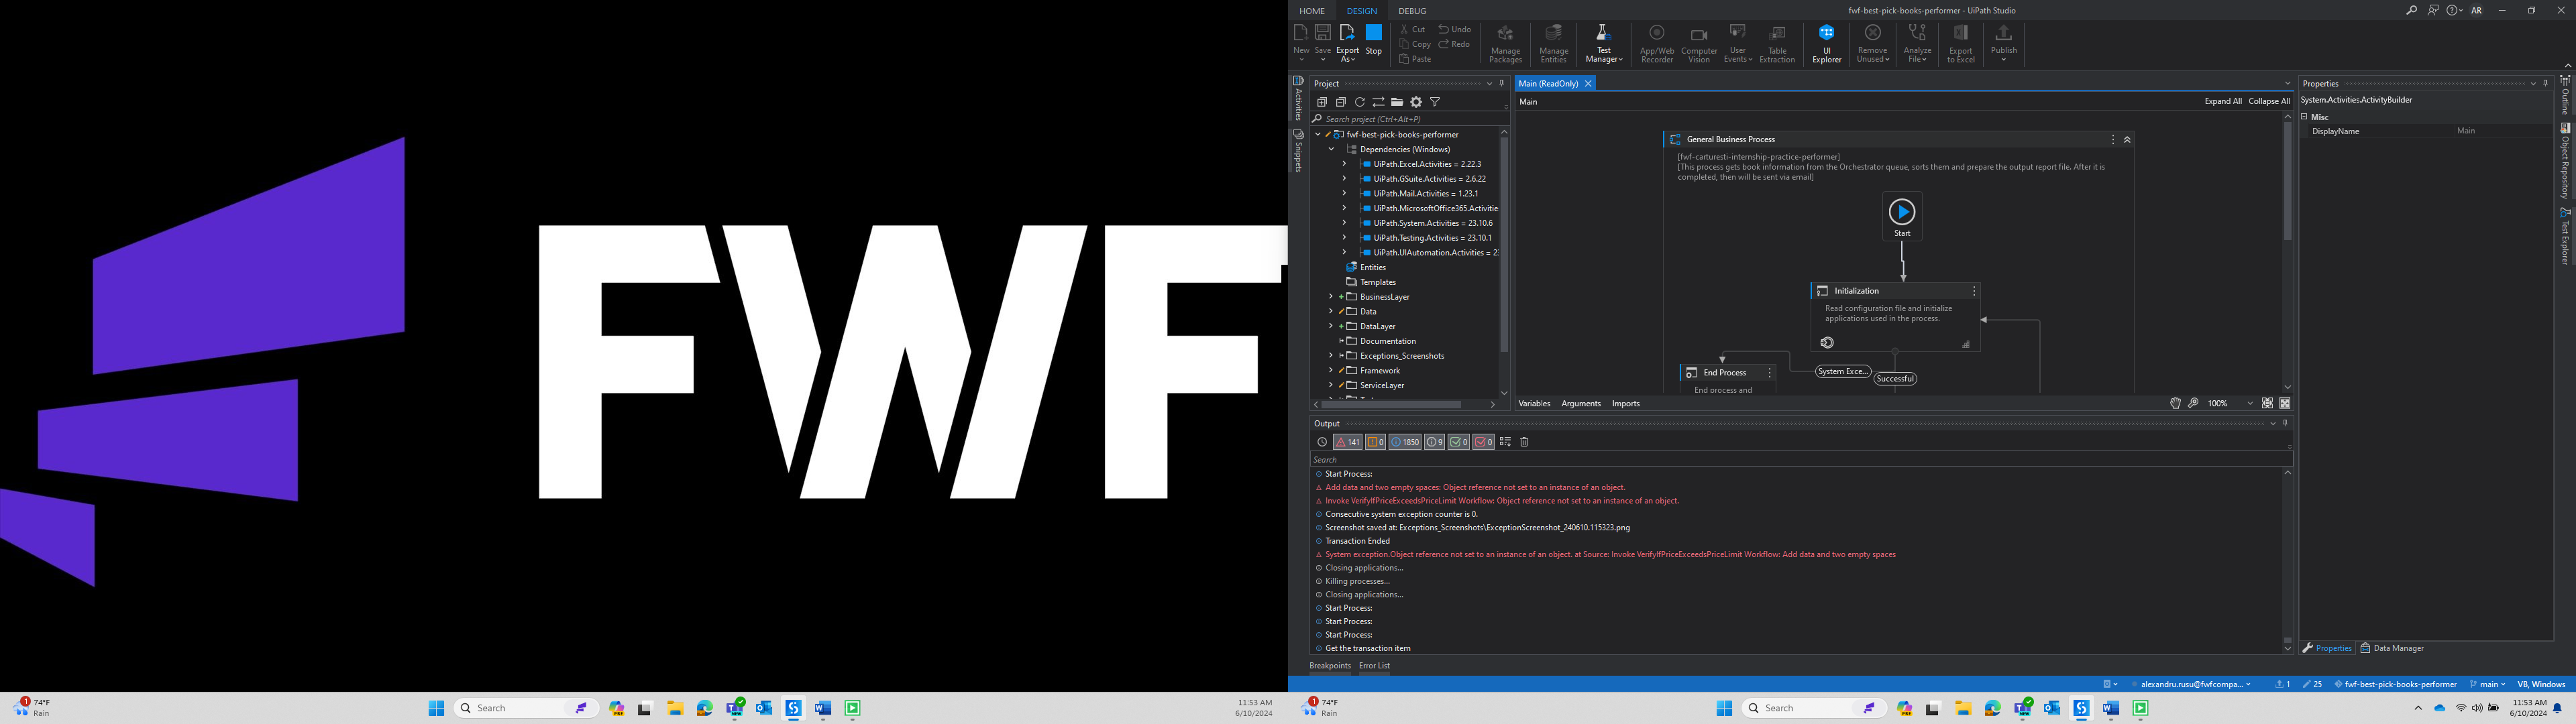 FWF
HOME DESIGN DEBUG
fwf-best-pick-books-performer - UiPath Studio
AR
New Save Export As Stop
Cut Undo
Copy Redo
Paste
Manage Packages
Manage Entities
Test Manager
App/Web Recorder
Computer Vision
User Events
Table Extraction
UI Explorer
Remove Unused
Analyze File
Export to Excel
Publish
Activities
Snippets
Project
Search project (Ctrl+Alt+P)
fwf-best-pick-books-performer
Dependencies (Windows)
UiPath.Excel.Activities = 2.22.3
UiPath.GSuite.Activities = 2.6.22
UiPath.Mail.Activities = 1.23.1
UiPath.MicrosoftOffice365.Activitie
UiPath.System.Activities = 23.10.6
UiPath.Testing.Activities = 23.10.1
UiPath.UIAutomation.Activities = 2
Entities
Templates
BusinessLayer
Data
DataLayer
Documentation
Exceptions_Screenshots
Framework
ServiceLayer
Main (ReadOnly)
Main
Expand All Collapse All
General Business Process
[fwf-carturesti-internship-practice-performer]
[This process gets book information from the Orchestrator queue, sorts them and prepare the output report file. After it is
completed, then will be sent via email]
Start
Initialization
Read configuration file and initialize
applications used in the process.
System Exce...
Successful
End Process
End process and
Variables Arguments Imports
100%
Properties
System.Activities.ActivityBuilder
Misc
DisplayName Main
Outline
Object Repository
Test Explorer
Output
141 0 1850 9 0 0
Search
Start Process:
Add data and two empty spaces: Object reference not set to an instance of an object.
Invoke VerifyIfPriceExceedsPriceLimit Workflow: Object reference not set to an instance of an object.
Consecutive system exception counter is 0.
Screenshot saved at: Exceptions_Screenshots\ExceptionScreenshot_240610.115323.png
Transaction Ended
System exception.Object reference not set to an instance of an object. at Source: Invoke VerifyIfPriceExceedsPriceLimit Workflow: Add data and two empty spaces
Closing applications...
Killing processes...
Closing applications...
Start Process:
Start Process:
Start Process:
Get the transaction item
Breakpoints Error List
Properties Data Manager
alexandru.rusu@fwfcompa... 1 25 fwf-best-pick-books-performer main VB, Windows
1 74°F
Rain
Search
11:53 AM
6/10/2024
1 74°F
Rain
Search
11:53 AM
6/10/2024